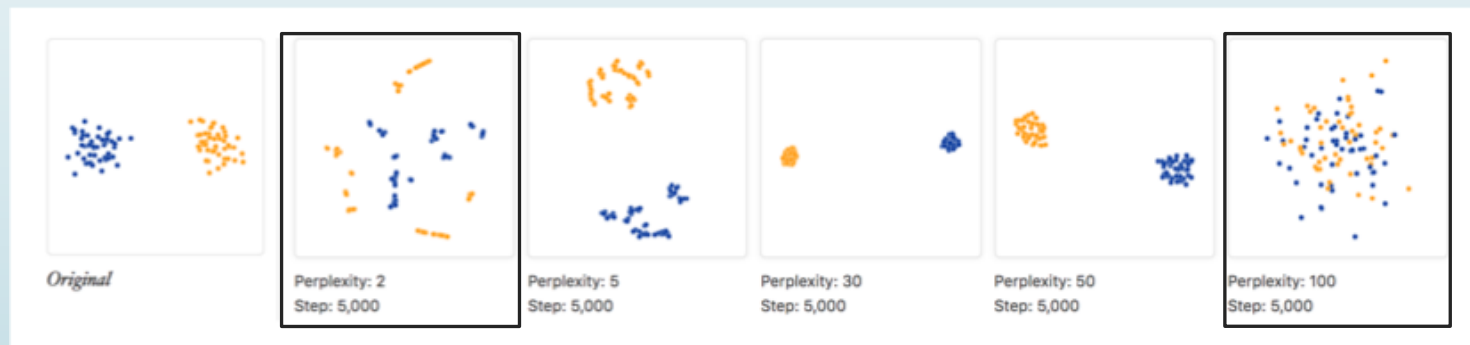 Original
Perplexity: 2
Step: 5,000
Perplexity: 5
Step: 5,000
Perplexity: 30
Step: 5,000
Perplexity: 50
Step: 5,000
Perplexity: 100
Step: 5,000